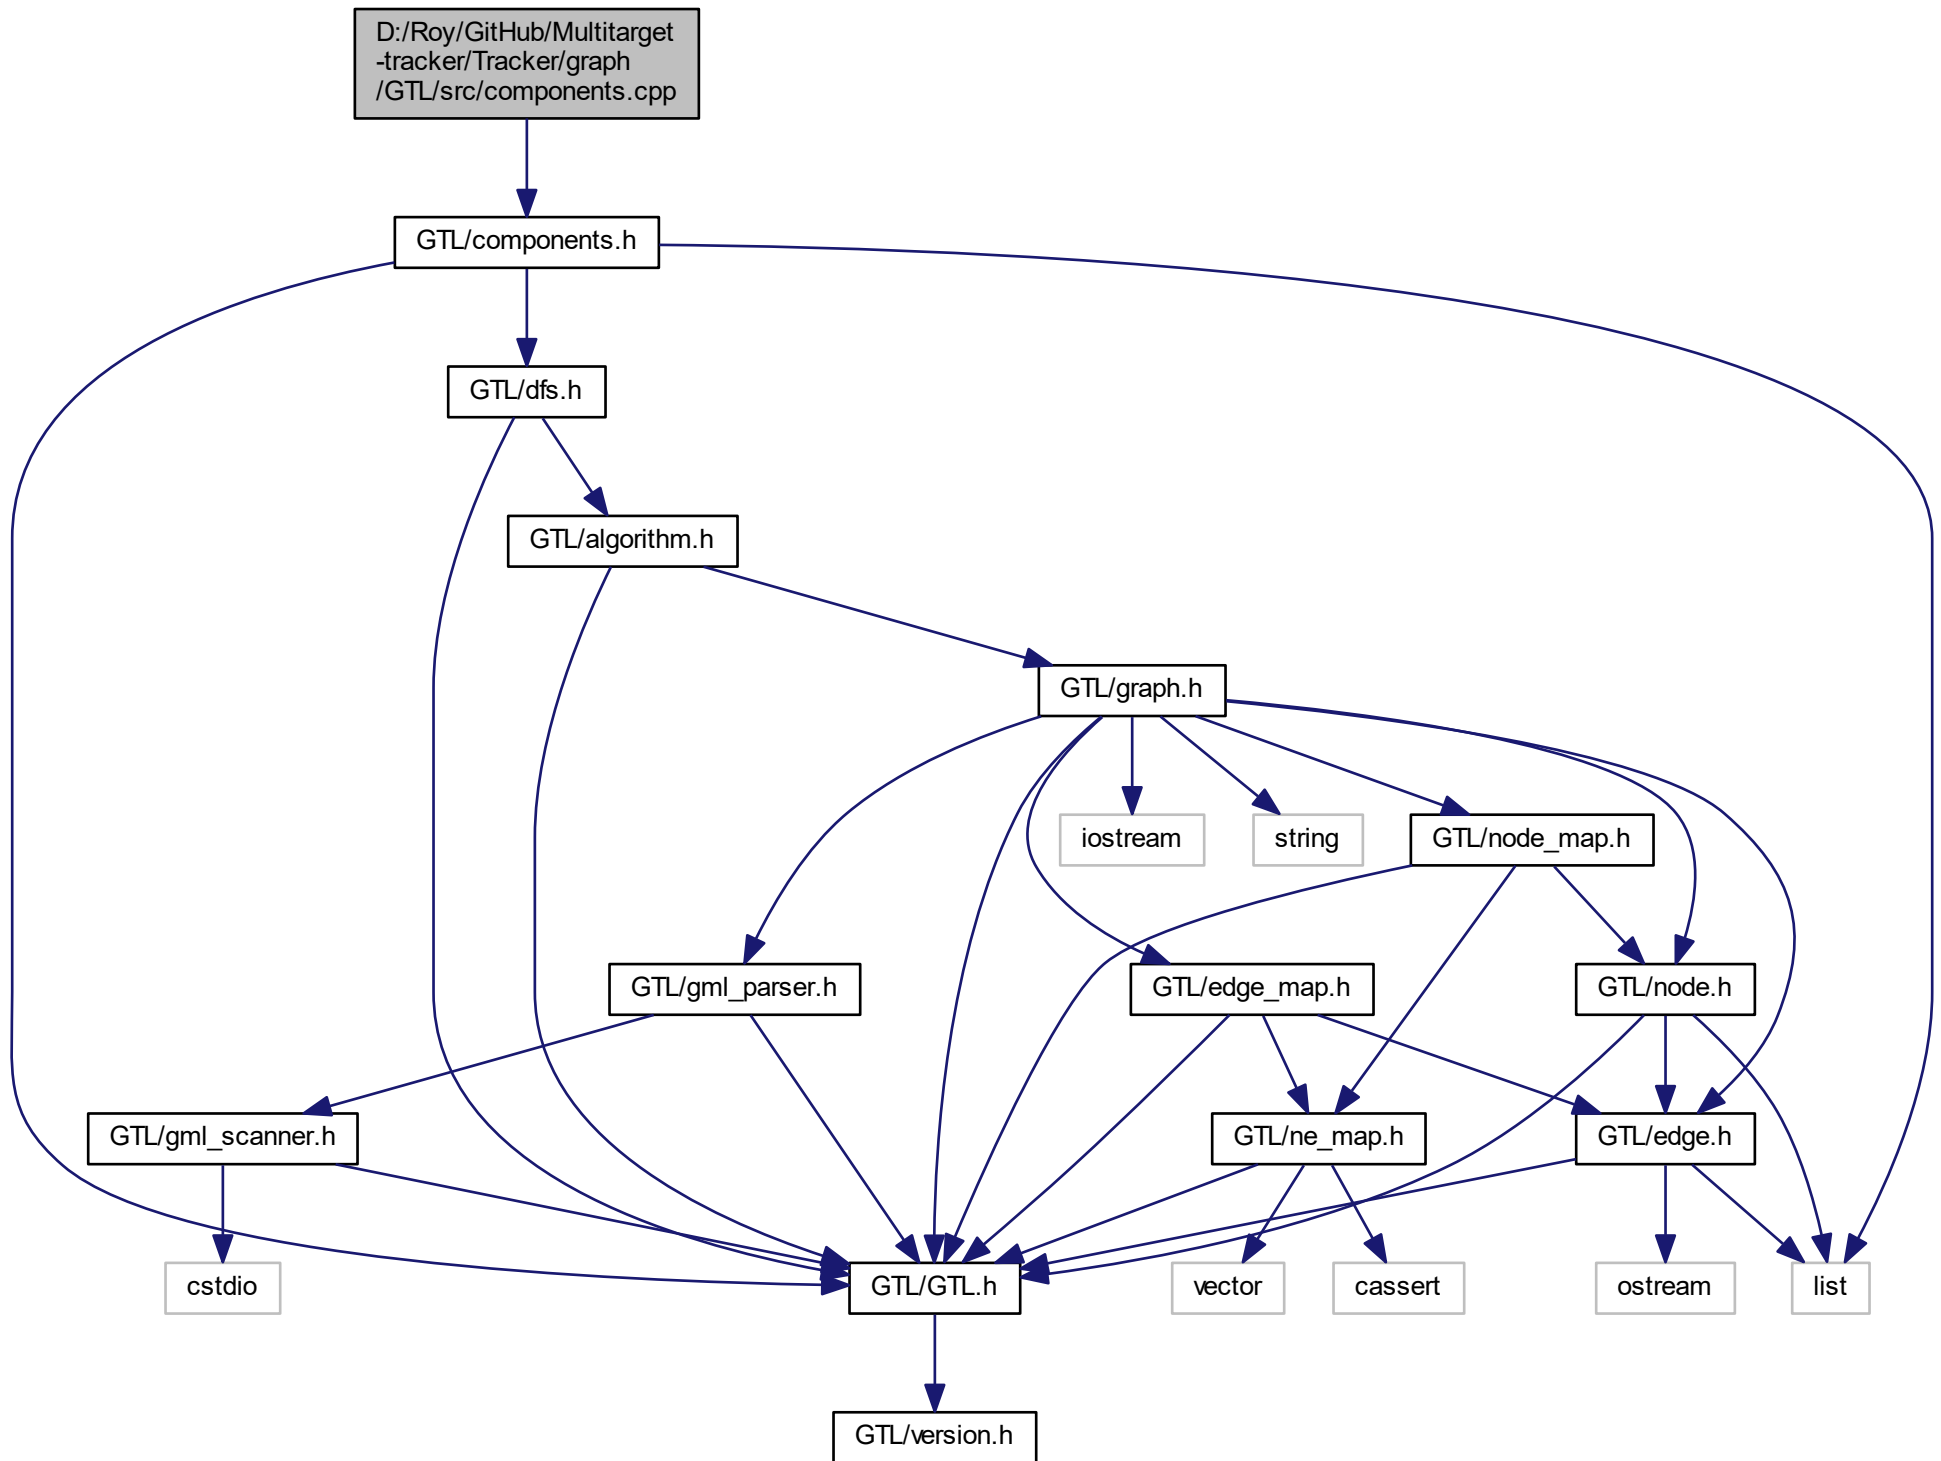 D:/Roy/GitHub/Multitarget
-tracker/Tracker/graph
/GTL/src/components.cpp
GTL/components.h
GTL/dfs.h
GTL/algorithm.h
GTL/graph.h
iostream
string
GTL/node_map.h
GTL/gml_parser.h
GTL/edge_map.h
GTL/node.h
GTL/gml_scanner.h
GTL/ne_map.h
GTL/edge.h
cstdio
GTL/GTL.h
vector
cassert
ostream
list
GTL/version.h